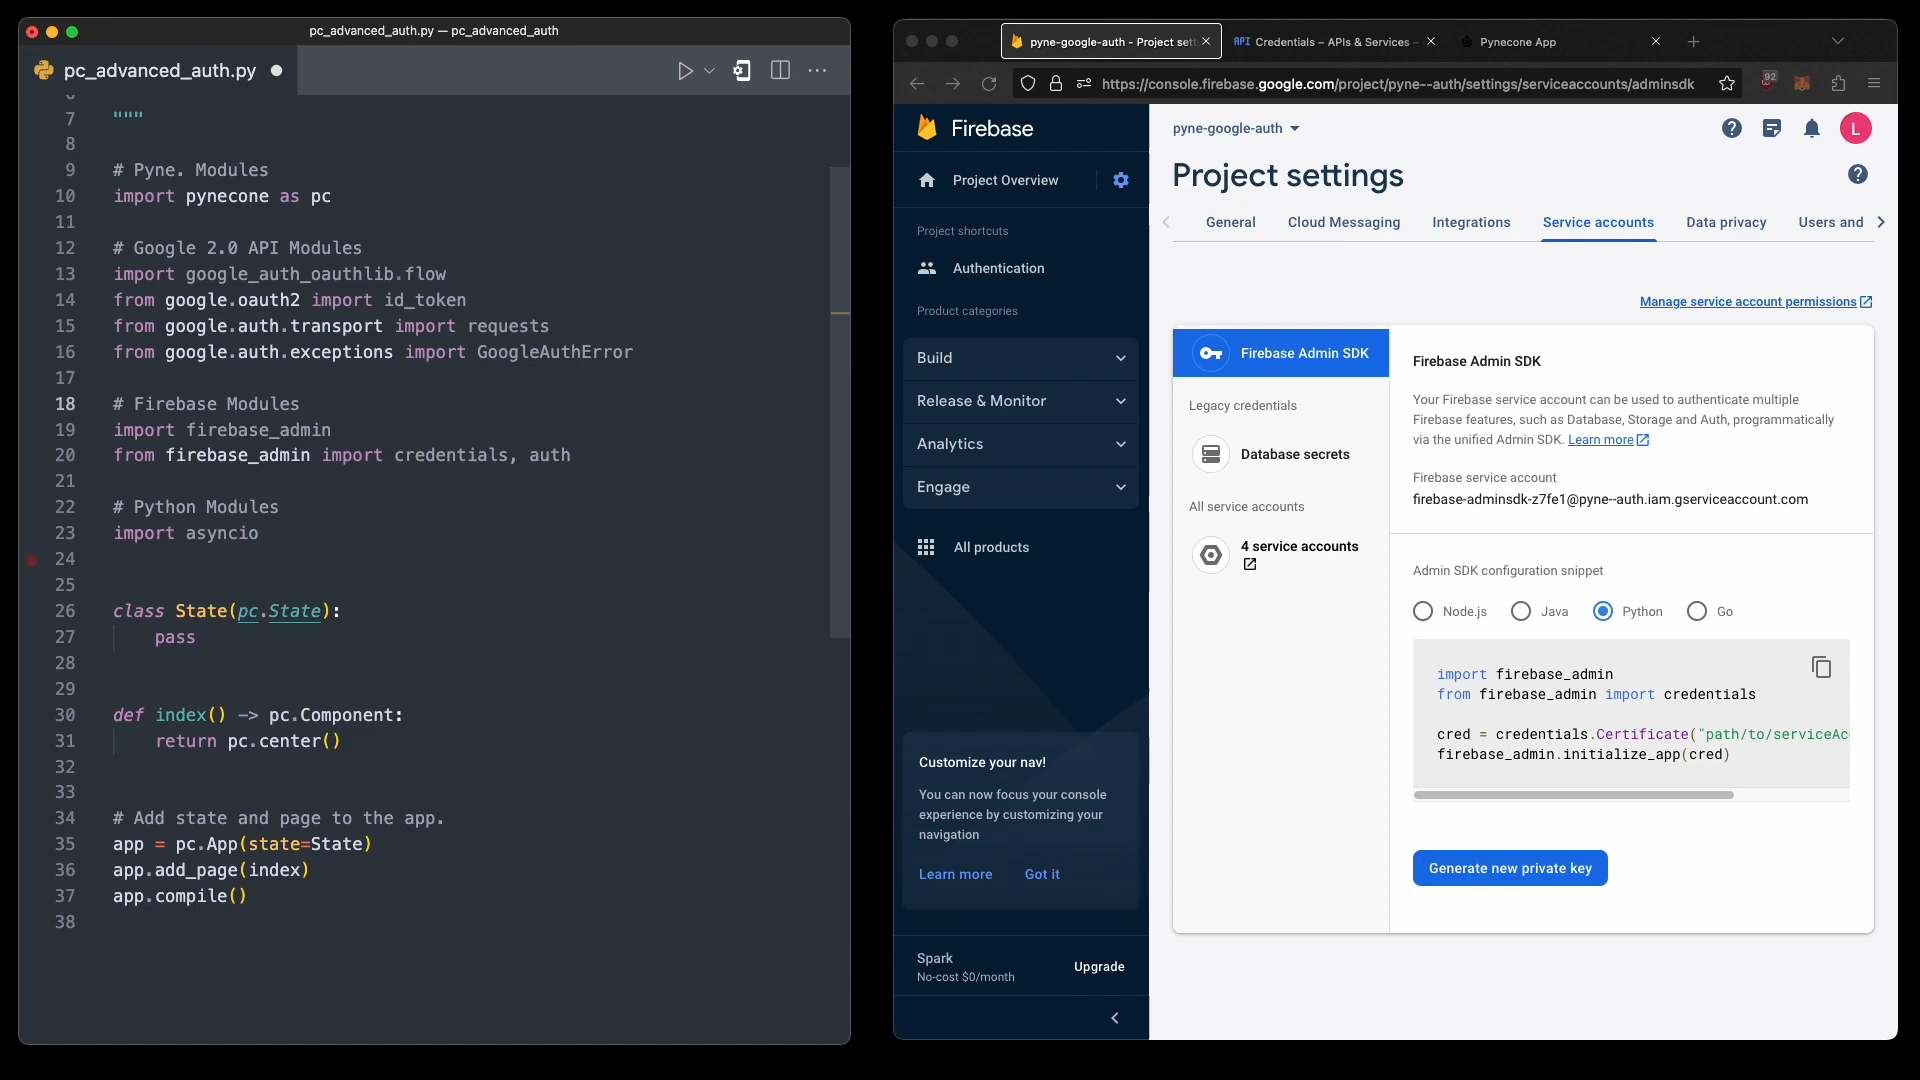 pc_advanced_auth.py — pc_advanced_auth
pc_advanced_auth.py
7 """
8
9 # Pyne. Modules
10 import pynecone as pc
11
12 # Google 2.0 API Modules
13 import google_auth_oauthlib.flow
14 from google.oauth2 import id_token
15 from google.auth.transport import requests
16 from google.auth.exceptions import GoogleAuthError
17
18 # Firebase Modules
19 import firebase_admin
20 from firebase_admin import credentials, auth
21
22 # Python Modules
23 import asyncio
24
25
26 class State(pc.State):
27 pass
28
29
30 def index() -> pc.Component:
31 return pc.center()
32
33
34 # Add state and page to the app.
35 app = pc.App(state=State)
36 app.add_page(index)
37 app.compile()
38
pyne-google-auth - Project sett
API Credentials – APIs & Services –
Pynecone App
https://console.firebase.google.com/project/pyne--auth/settings/serviceaccounts/adminsdk
92
Firebase
Project Overview
Project shortcuts
Authentication
Product categories
Build
Release & Monitor
Analytics
Engage
All products
Customize your nav!
You can now focus your console
experience by customizing your
navigation
Learn more Got it
Spark
No-cost $0/month
Upgrade
pyne-google-auth
L
Project settings
General Cloud Messaging Integrations Service accounts Data privacy Users and
Manage service account permissions
Firebase Admin SDK
Legacy credentials
Database secrets
All service accounts
4 service accounts
Firebase Admin SDK
Your Firebase service account can be used to authenticate multiple
Firebase features, such as Database, Storage and Auth, programmatically
via the unified Admin SDK. Learn more
Firebase service account
firebase-adminsdk-z7fe1@pyne--auth.iam.gserviceaccount.com
Admin SDK configuration snippet
Node.js Java Python Go
import firebase_admin
from firebase_admin import credentials
cred = credentials.Certificate("path/to/serviceAc
firebase_admin.initialize_app(cred)
Generate new private key